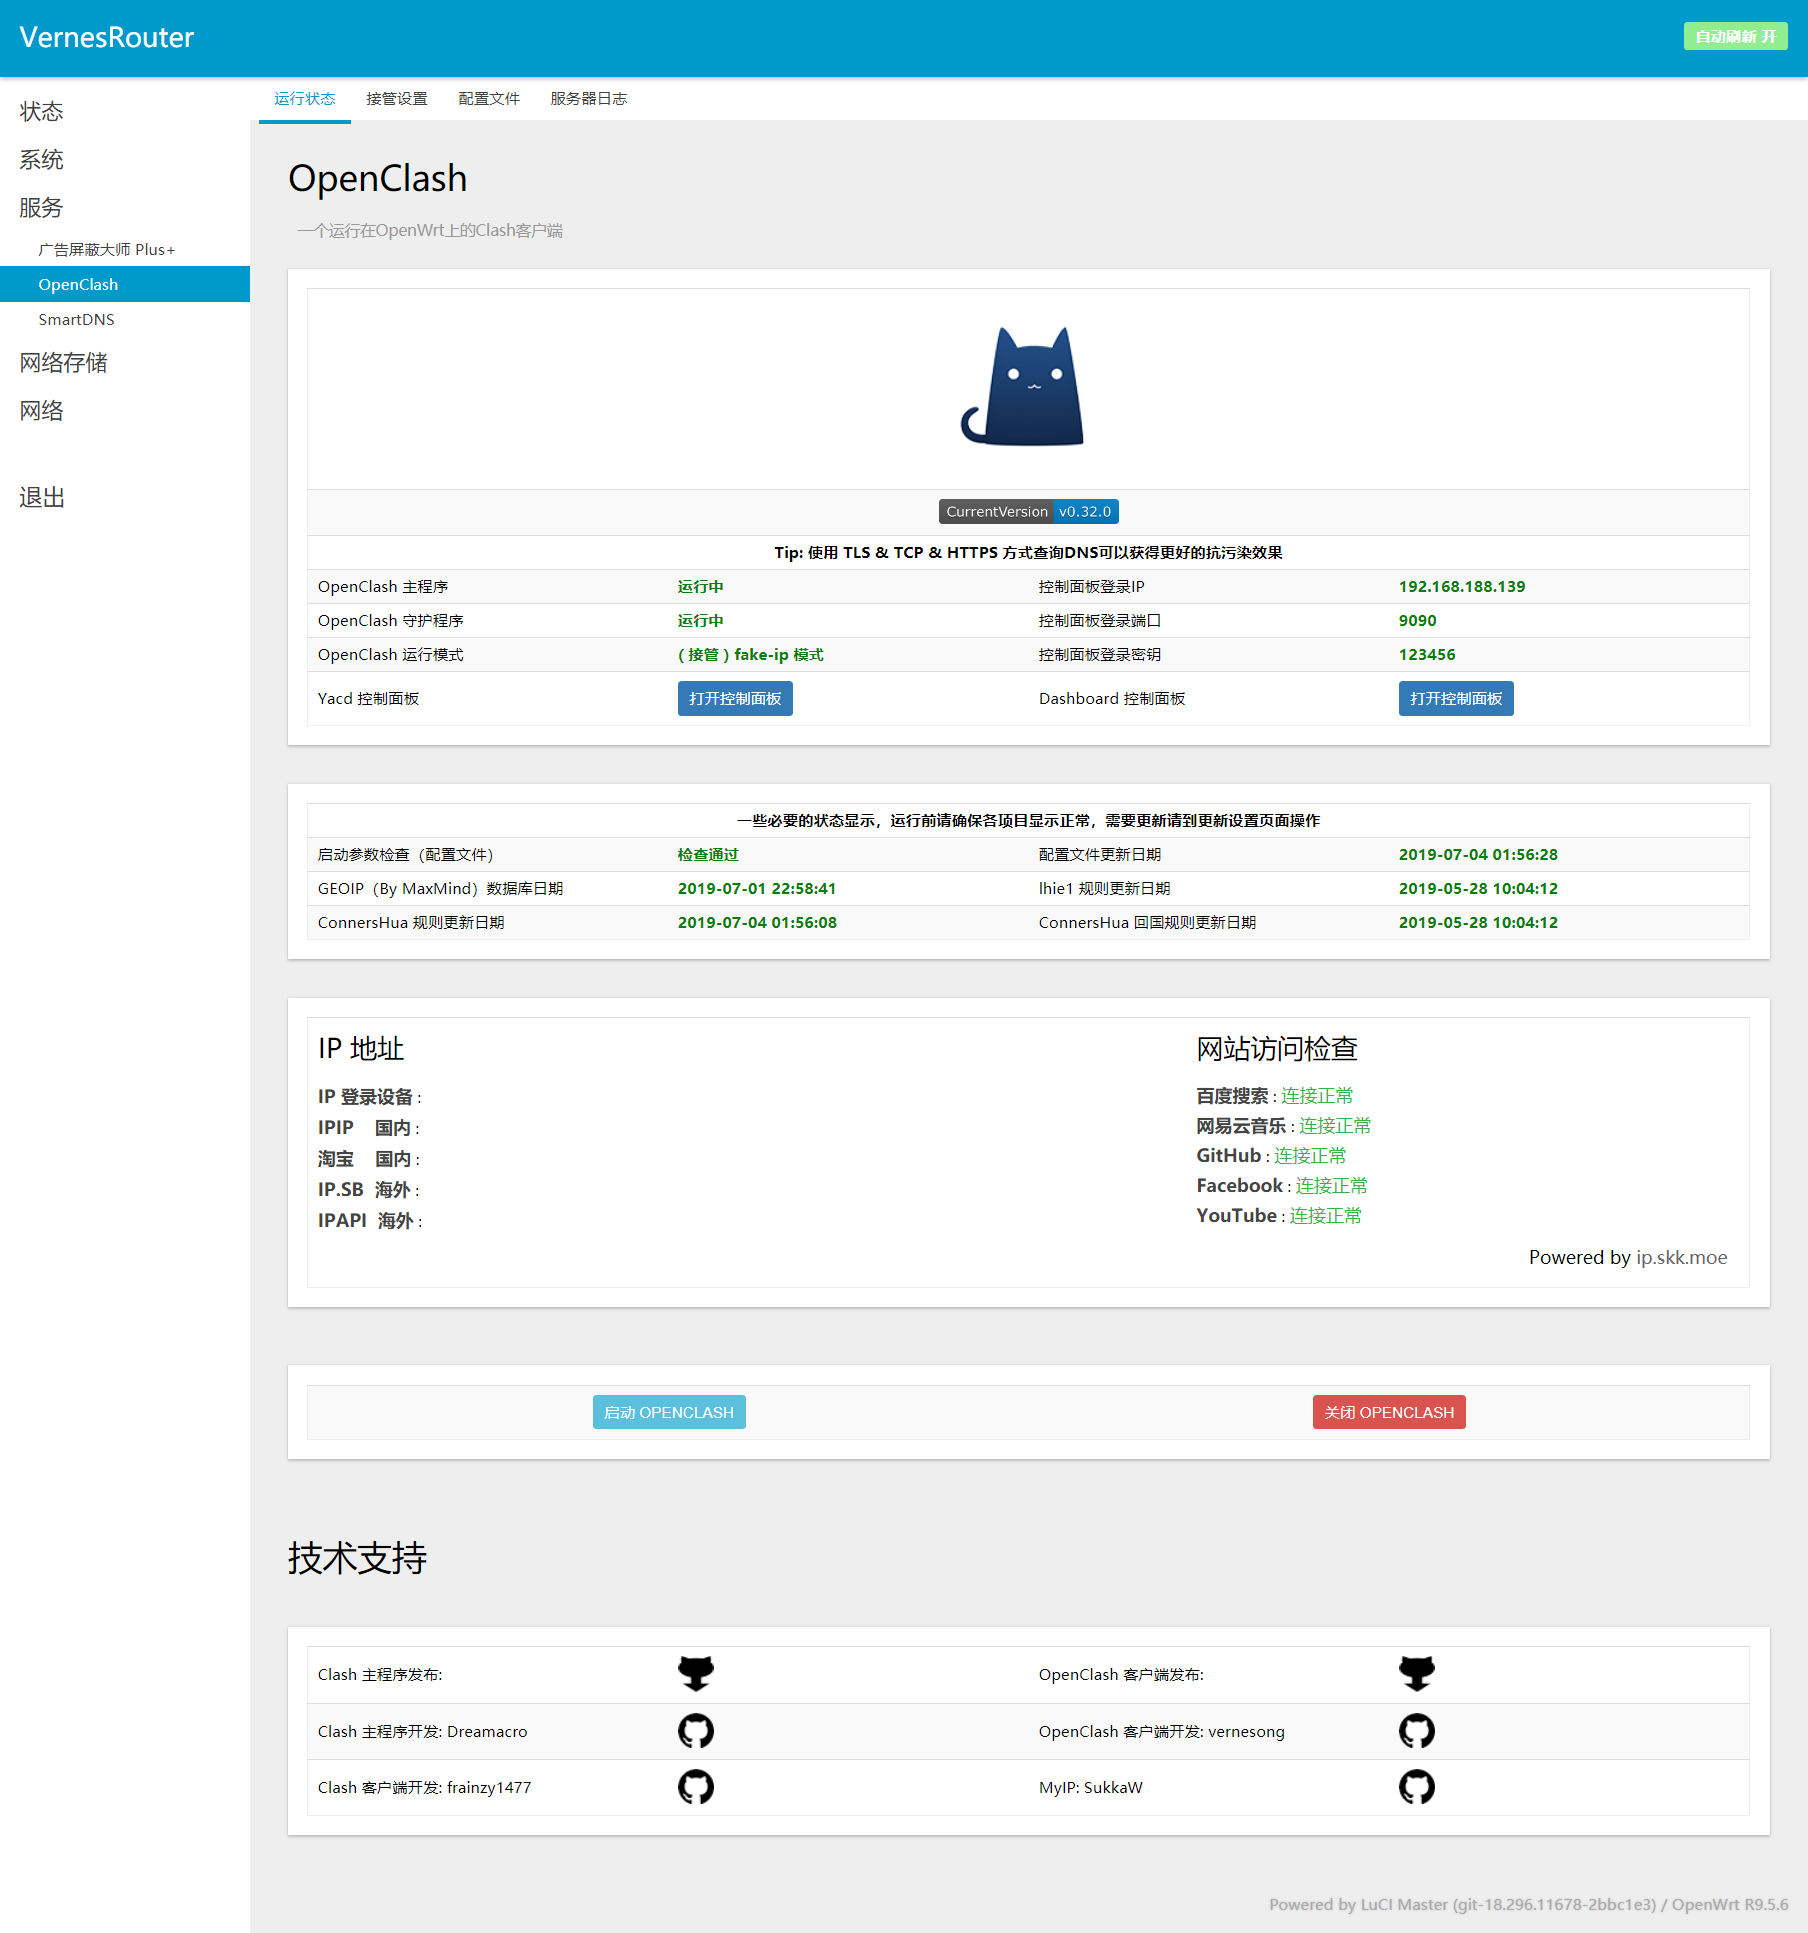 VernesRouter
自动刷新 开
状态
系统
服务
广告屏蔽大师 Plus+
OpenClash
SmartDNS
网络存储
网络
退出
运行状态 接管设置 配置文件 服务器日志
OpenClash
一个运行在OpenWrt上的Clash客户端
CurrentVersion v0.32.0
Tip: 使用 TLS & TCP & HTTPS 方式查询DNS可以获得更好的抗污染效果
OpenClash 主程序 运行中 控制面板登录IP 192.168.188.139
OpenClash 守护程序 运行中 控制面板登录端口 9090
OpenClash 运行模式 ( 接管 ) fake-ip 模式 控制面板登录密钥 123456
Yacd 控制面板 打开控制面板 Dashboard 控制面板 打开控制面板
一些必要的状态显示，运行前请确保各项目显示正常，需要更新请到更新设置页面操作
启动参数检查（配置文件） 检查通过 配置文件更新日期 2019-07-04 01:56:28
GEOIP（By MaxMind）数据库日期 2019-07-01 22:58:41 lhie1 规则更新日期 2019-05-28 10:04:12
ConnersHua 规则更新日期 2019-07-04 01:56:08 ConnersHua 回国规则更新日期 2019-05-28 10:04:12
IP 地址
IP 登录设备 :
IPIP 国内 :
淘宝 国内 :
IP.SB 海外 :
IPAPI 海外 :
网站访问检查
百度搜索 : 连接正常
网易云音乐 : 连接正常
GitHub : 连接正常
Facebook : 连接正常
YouTube : 连接正常
Powered by ip.skk.moe
启动 OPENCLASH 关闭 OPENCLASH
技术支持
Clash 主程序发布: OpenClash 客户端发布:
Clash 主程序开发: Dreamacro OpenClash 客户端开发: vernesong
Clash 客户端开发: frainzy1477 MyIP: SukkaW
Powered by LuCI Master (git-18.296.11678-2bbc1e3) / OpenWrt R9.5.6